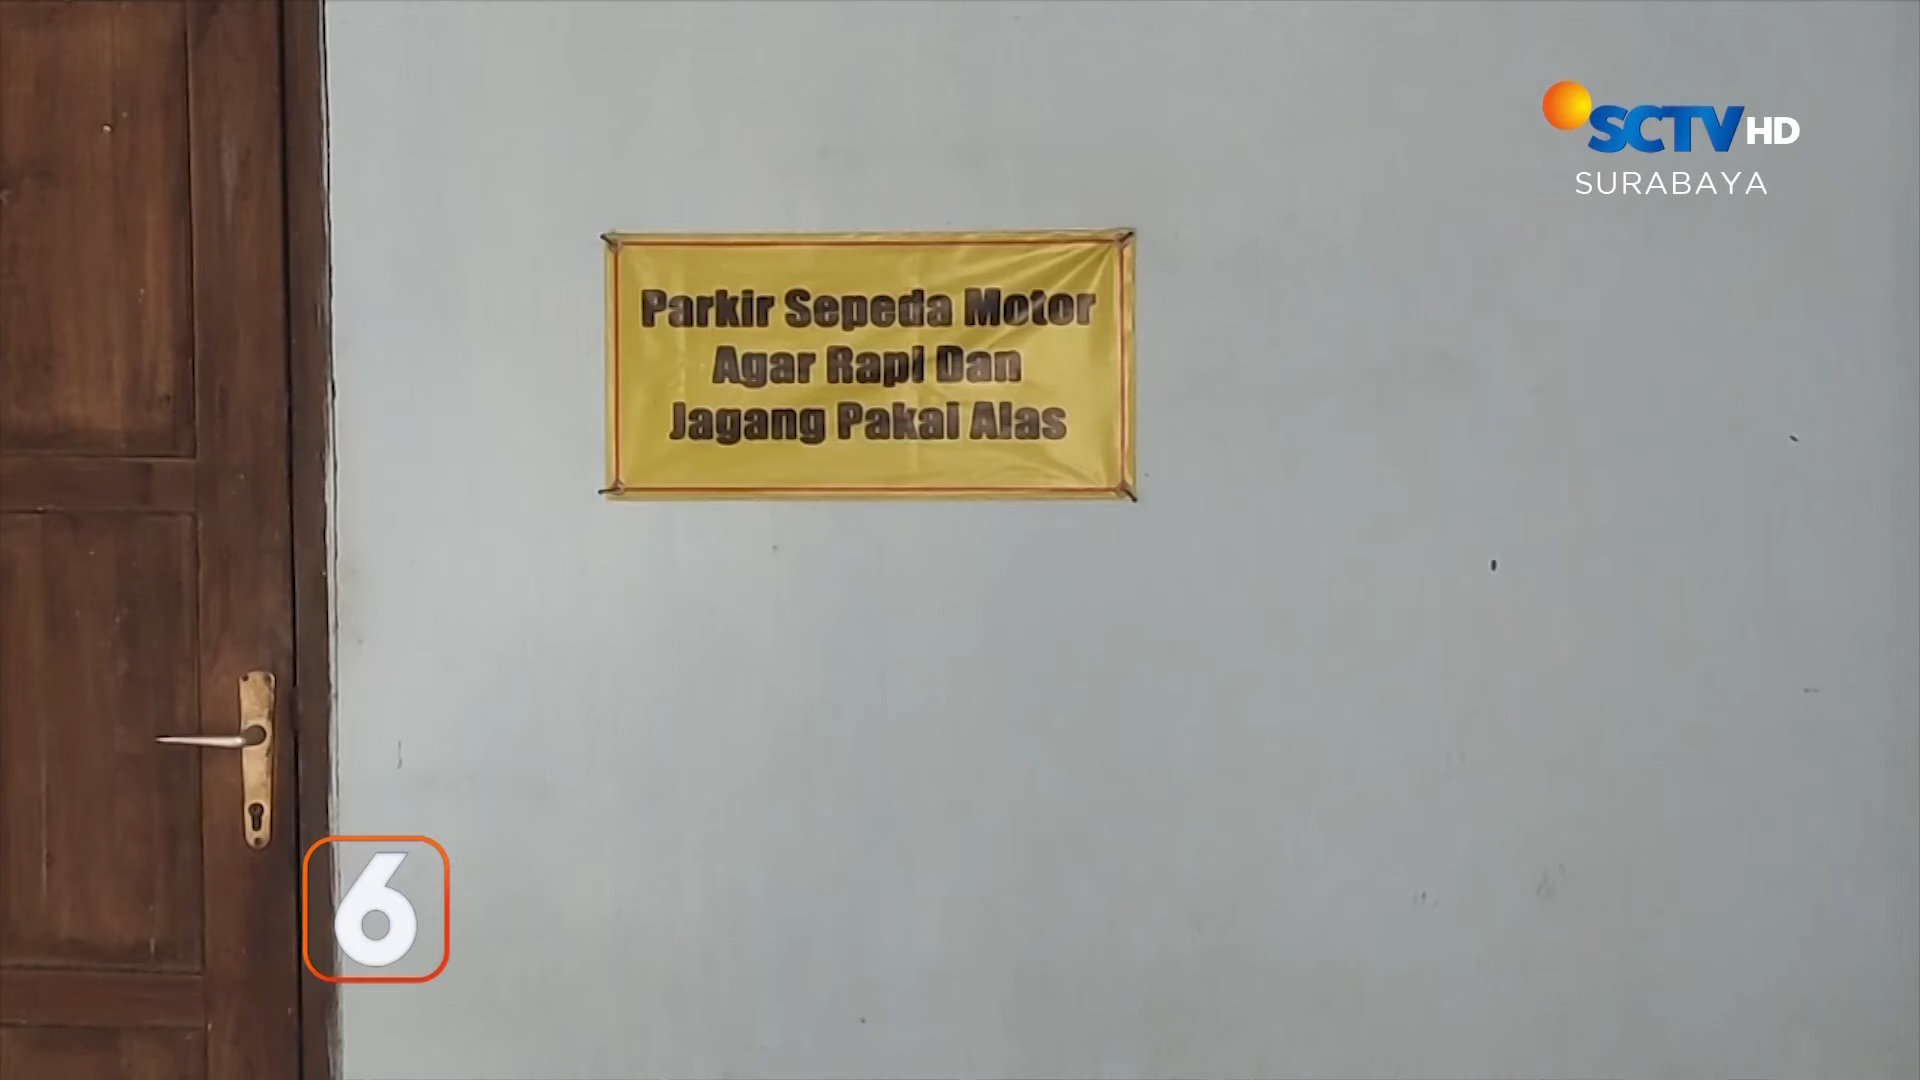 SCTV HD
SURABAYA
Parkir Sepeda Motor
Agar Rapi Dan
Jagang Pakai Alas
6